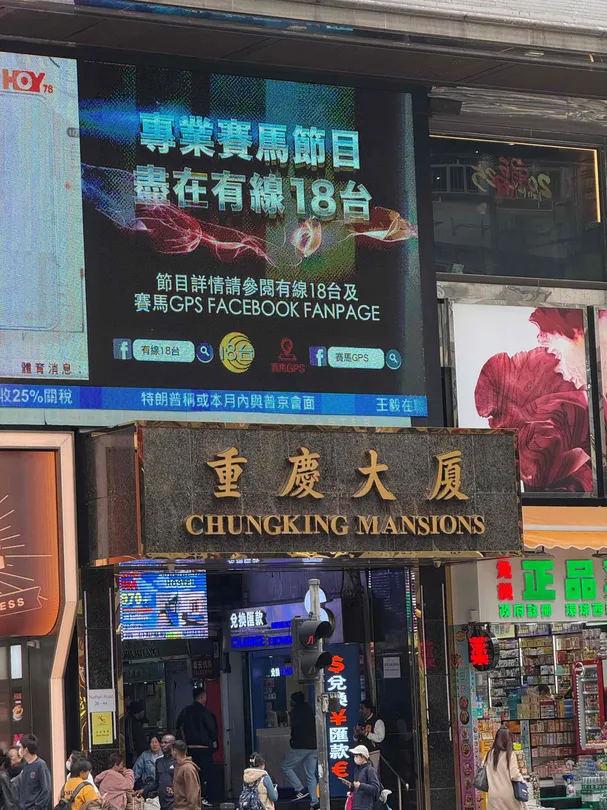 HOY 78
專業賽馬節目
盡在有線18台
節目詳情請參閱有線18台及
賽馬GPS FACEBOOK FANPAGE
有線18台
18台
賽馬GPS
賽馬GPS
體育消息
收25%關稅
特朗普稱或本月內與普京會面
王毅在
重慶大厦
CHUNGKING MANSIONS
兌換匯款
正品
$兌換¥匯款€
藥